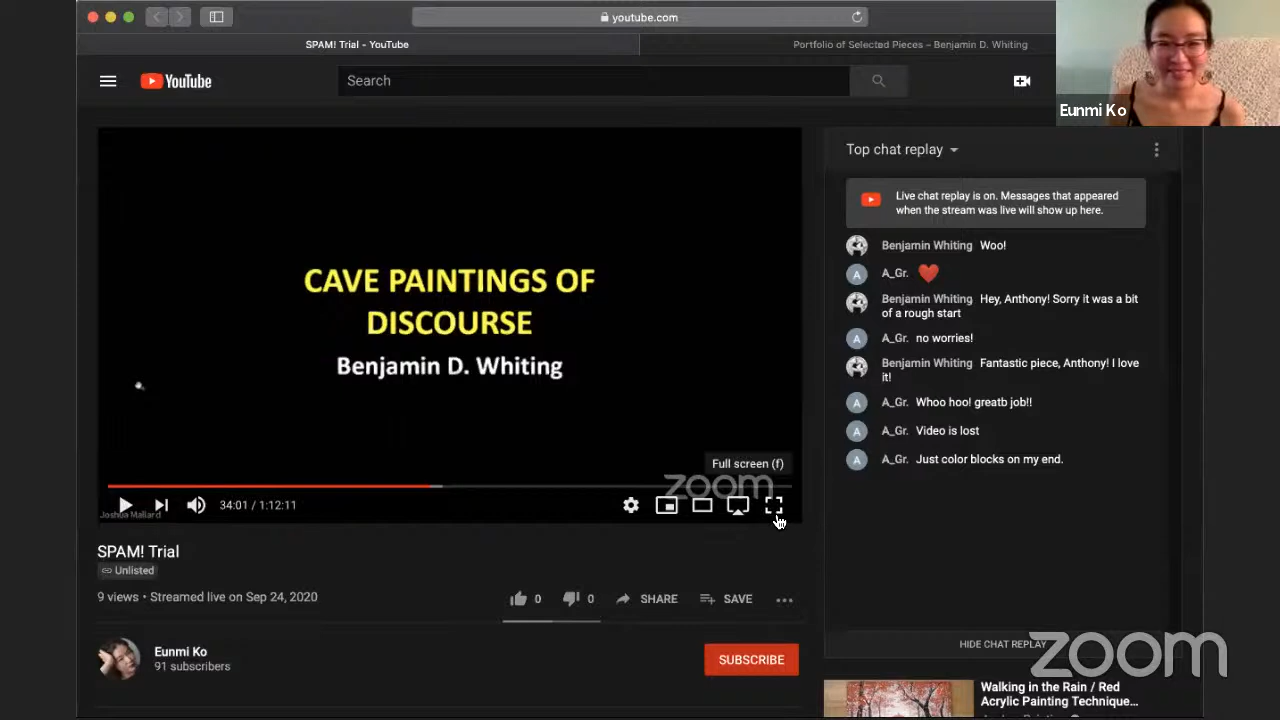 youtube.com
SPAM! Trial - YouTube
Portfolio of Selected Pieces – Benjamin D. Whiting
YouTube
Search
Eunmi Ko
CAVE PAINTINGS OF
DISCOURSE
Benjamin D. Whiting
Full screen (f)
zoom
34:01 / 1:12:11
Joshua Mallard
SPAM! Trial
Unlisted
9 views • Streamed live on Sep 24, 2020
0
0
SHARE
SAVE
Eunmi Ko
91 subscribers
SUBSCRIBE
Top chat replay
Live chat replay is on. Messages that appeared
when the stream was live will show up here.
Benjamin Whiting Woo!
A A_Gr. ❤️
Benjamin Whiting Hey, Anthony! Sorry it was a bit
of a rough start
A A_Gr. no worries!
Benjamin Whiting Fantastic piece, Anthony! I love
it!
A A_Gr. Whoo hoo! greatb job!!
A A_Gr. Video is lost
A A_Gr. Just color blocks on my end.
HIDE CHAT REPLAY
zoom
Walking in the Rain / Red
Acrylic Painting Technique...